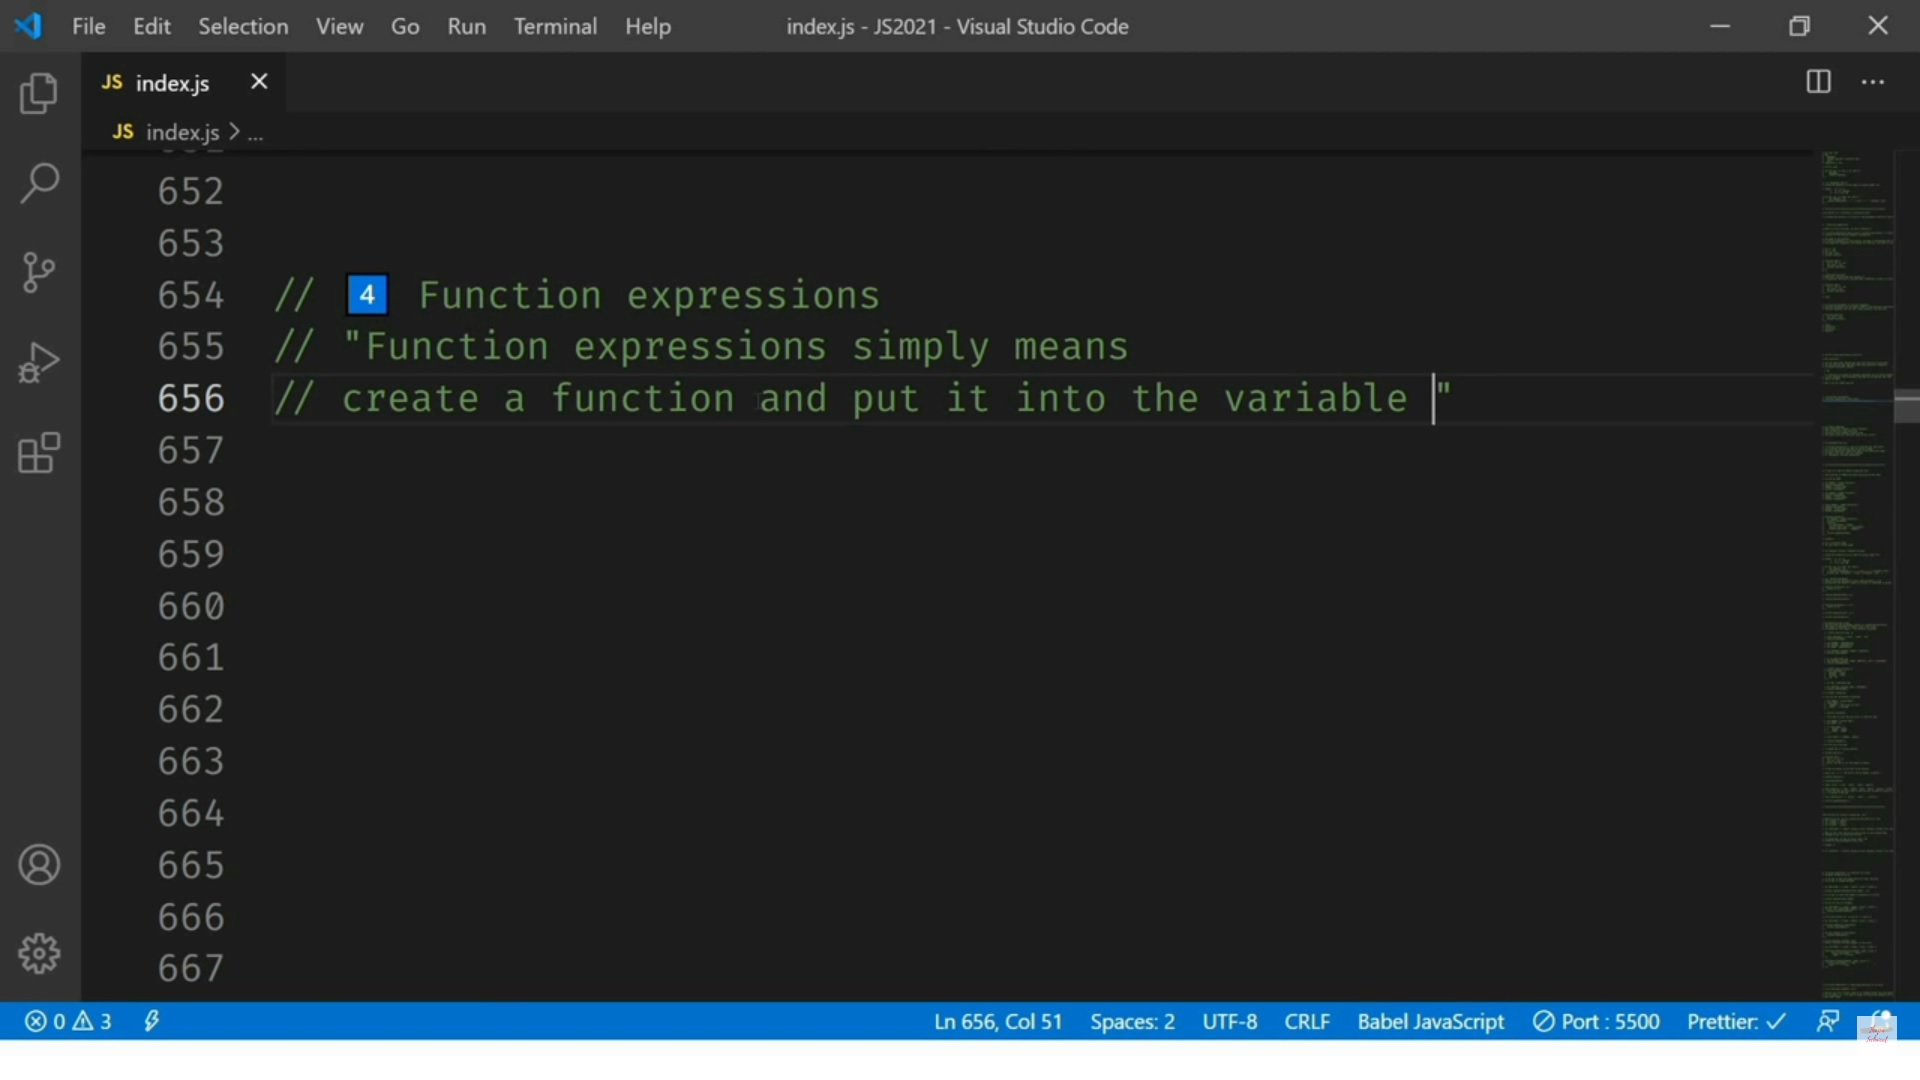 File Edit Selection View Go Run Terminal Help index.js - JS2021 - Visual Studio Code
JS index.js
JS index.js > ...
652
653
654 // 4 Function expressions
655 // "Function expressions simply means
656 // create a function and put it into the variable "
657
658
659
660
661
662
663
664
665
666
667
0 3 Ln 656, Col 51 Spaces: 2 UTF-8 CRLF Babel JavaScript Port : 5500 Prettier: ✓